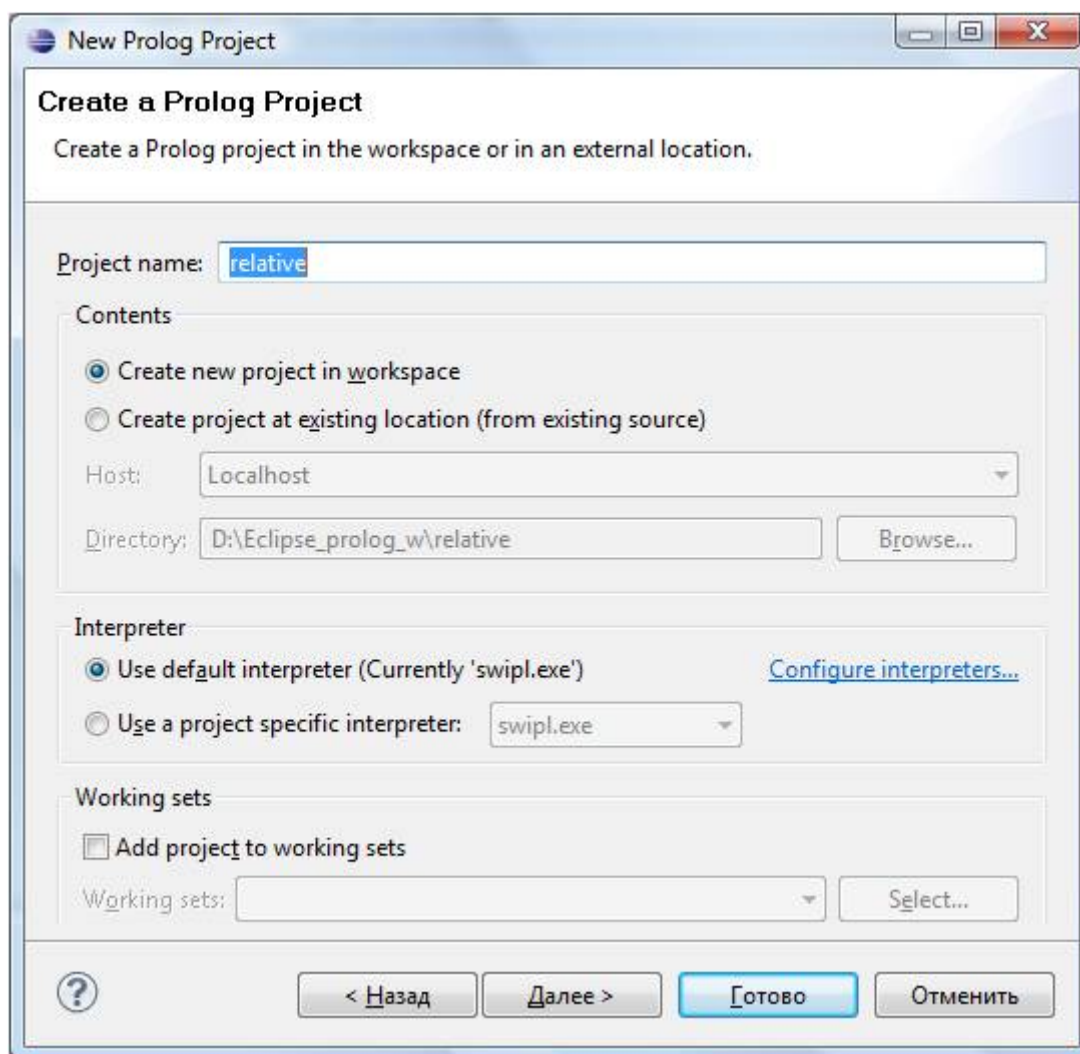 New Prolog Project
Create a Prolog Project
Create a Prolog project in the workspace or in an external location.
Project name: relative
Contents
Create new project in workspace
Create project at existing location (from existing source)
Host: Localhost
Directory: D:\Eclipse_prolog_w\relative Browse...
Interpreter
Use default interpreter (Currently 'swipl.exe') Configure interpreters...
Use a project specific interpreter: swipl.exe
Working sets
Add project to working sets
Working sets: Select...
? < Назад Далее > Готово Отменить